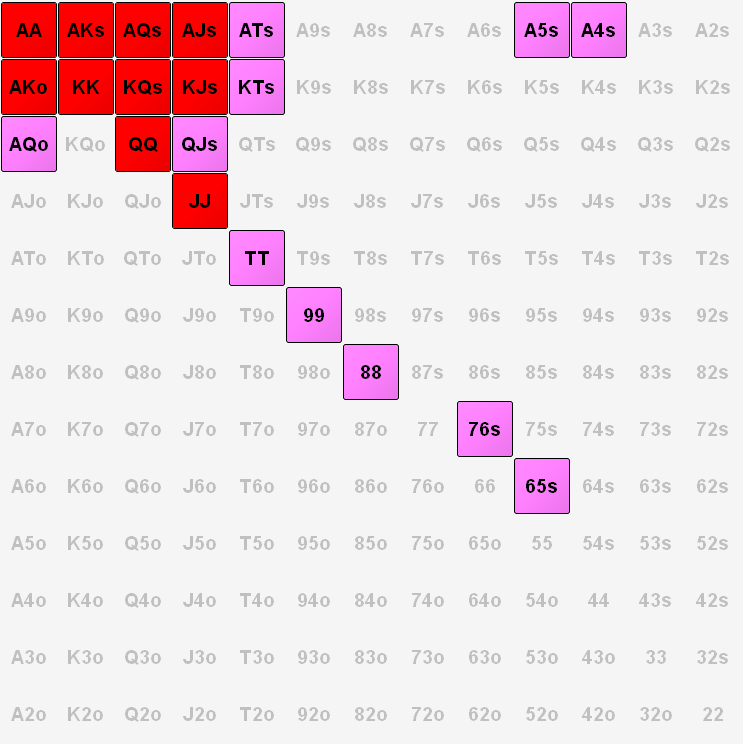 AA AKs AQs AJs ATs A9s A8s A7s A6s A5s A4s A3s A2s
AKo KK KQs KJs KTs K9s K8s K7s K6s K5s K4s K3s K2s
AQo KQo QQ QJs QTs Q9s Q8s Q7s Q6s Q5s Q4s Q3s Q2s
AJo KJo QJo JJ JTs J9s J8s J7s J6s J5s J4s J3s J2s
ATo KTo QTo JTo TT T9s T8s T7s T6s T5s T4s T3s T2s
A9o K9o Q9o J9o T9o 99 98s 97s 96s 95s 94s 93s 92s
A8o K8o Q8o J8o T8o 98o 88 87s 86s 85s 84s 83s 82s
A7o K7o Q7o J7o T7o 97o 87o 77 76s 75s 74s 73s 72s
A6o K6o Q6o J6o T6o 96o 86o 76o 66 65s 64s 63s 62s
A5o K5o Q5o J5o T5o 95o 85o 75o 65o 55 54s 53s 52s
A4o K4o Q4o J4o T4o 94o 84o 74o 64o 54o 44 43s 42s
A3o K3o Q3o J3o T3o 93o 83o 73o 63o 53o 43o 33 32s
A2o K2o Q2o J2o T2o 92o 82o 72o 62o 52o 42o 32o 22